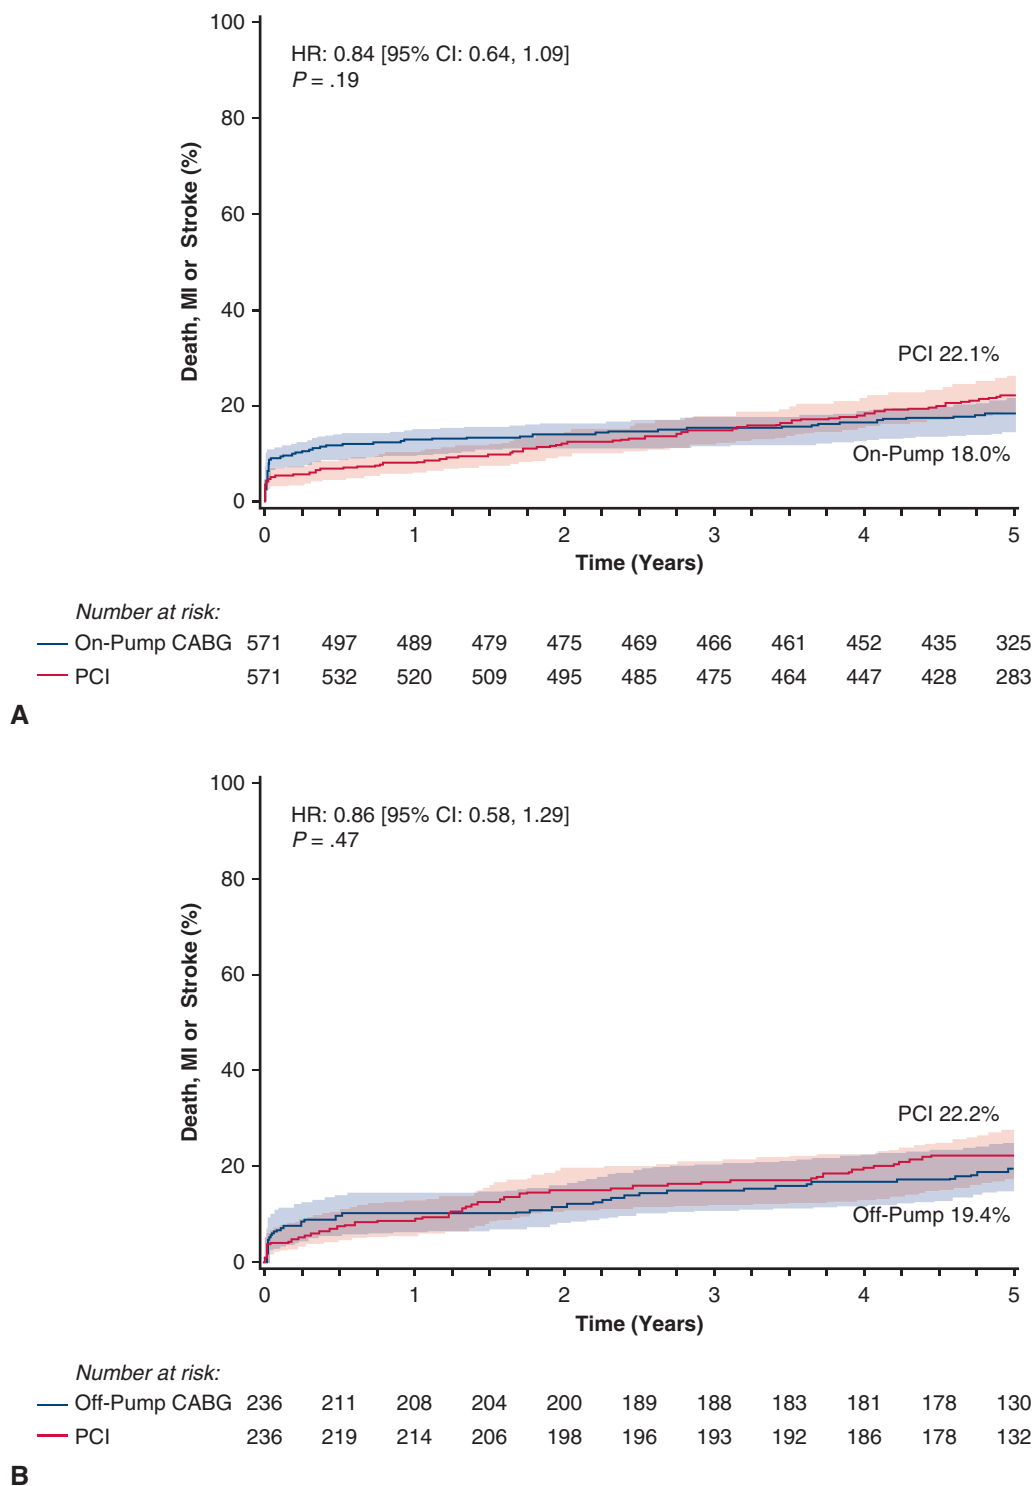 100
HR: 0.84 [95% CI: 0.64, 1.09]
P = .19
80
60
40
20
0
Death, MI or Stroke (%)
PCI 22.1%
On-Pump 18.0%
0 1 2 3 4 5
Time (Years)
Number at risk:
On-Pump CABG 571 497 489 479 475 469 466 461 452 435 325
PCI 571 532 520 509 495 485 475 464 447 428 283
A
100
HR: 0.86 [95% CI: 0.58, 1.29]
P = .47
80
60
40
20
0
Death, MI or Stroke (%)
PCI 22.2%
Off-Pump 19.4%
0 1 2 3 4 5
Time (Years)
Number at risk:
Off-Pump CABG 236 211 208 204 200 189 188 183 181 178 130
PCI 236 219 214 206 198 196 193 192 186 178 132
B